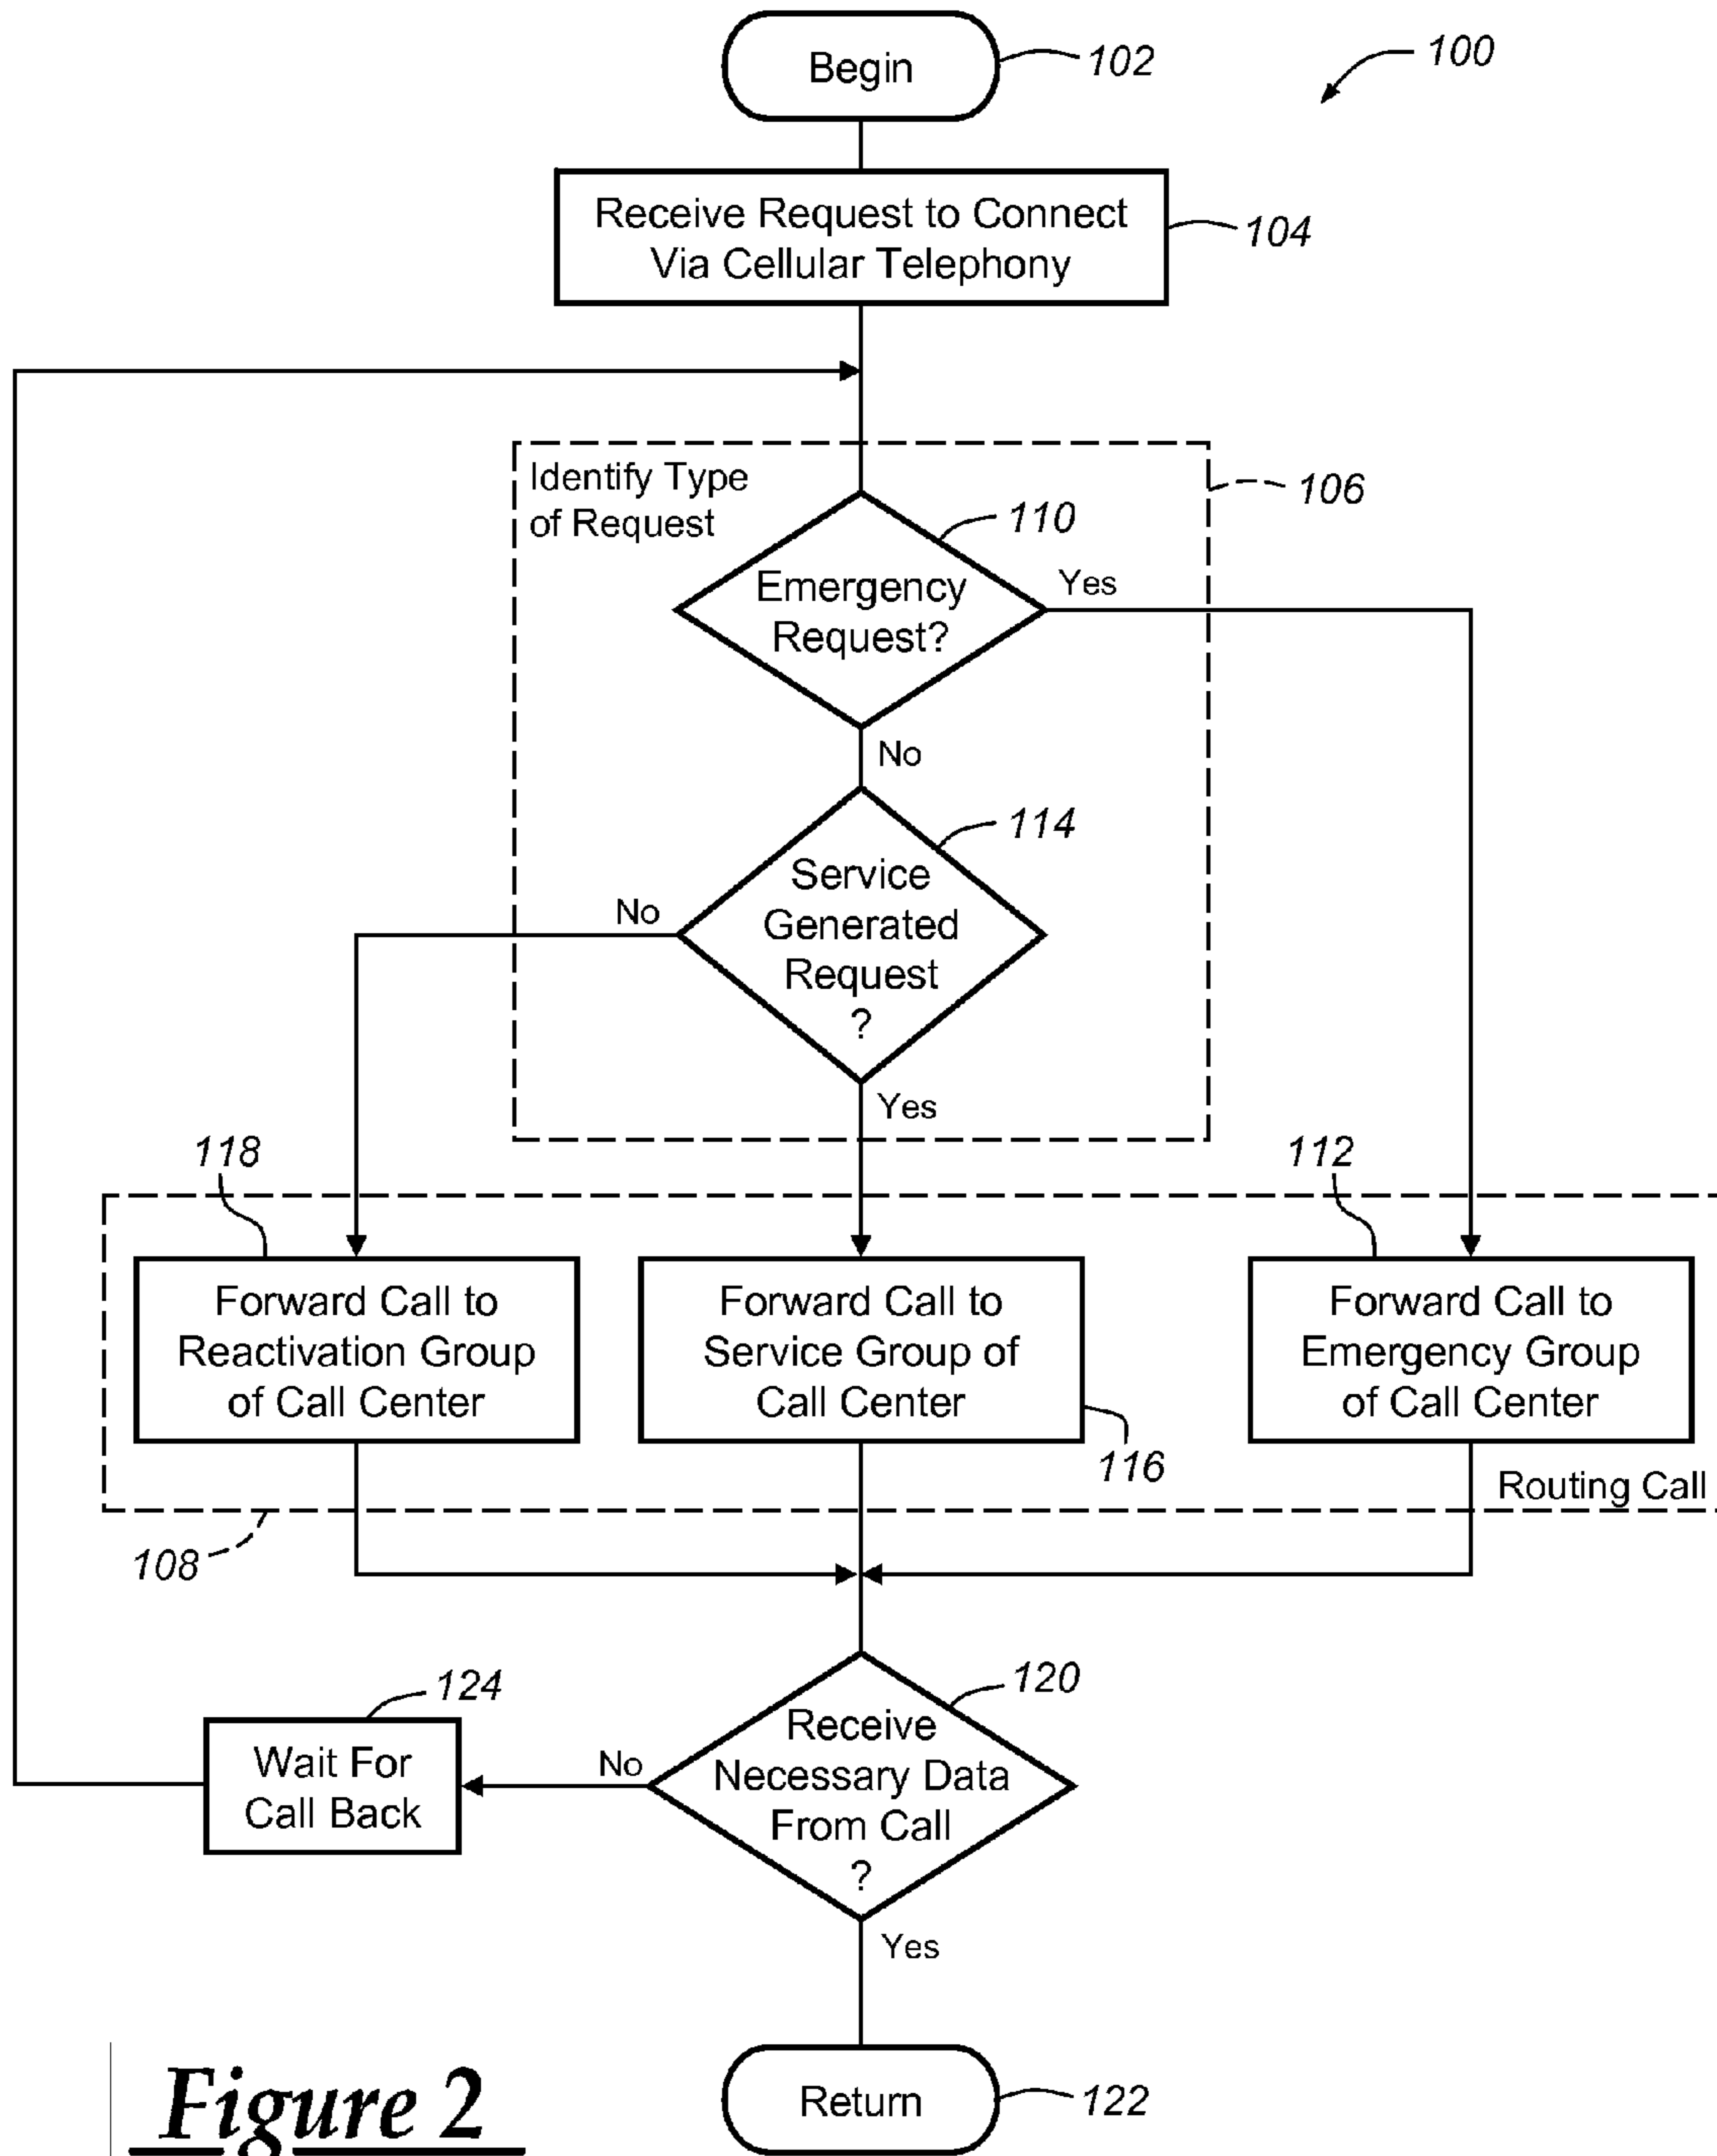 Begin
102
100
Receive Request to Connect
Via Cellular Telephony
104
Identify Type
of Request
106
110
Emergency
Request?
Yes
No
114
Service
Generated
Request
?
No
Yes
118
112
Forward Call to
Reactivation Group
of Call Center
Forward Call to
Service Group of
Call Center
116
Forward Call to
Emergency Group
of Call Center
Routing Call
108
124
Wait For
Call Back
No
120
Receive
Necessary Data
From Call
?
Yes
Return
122
Figure 2